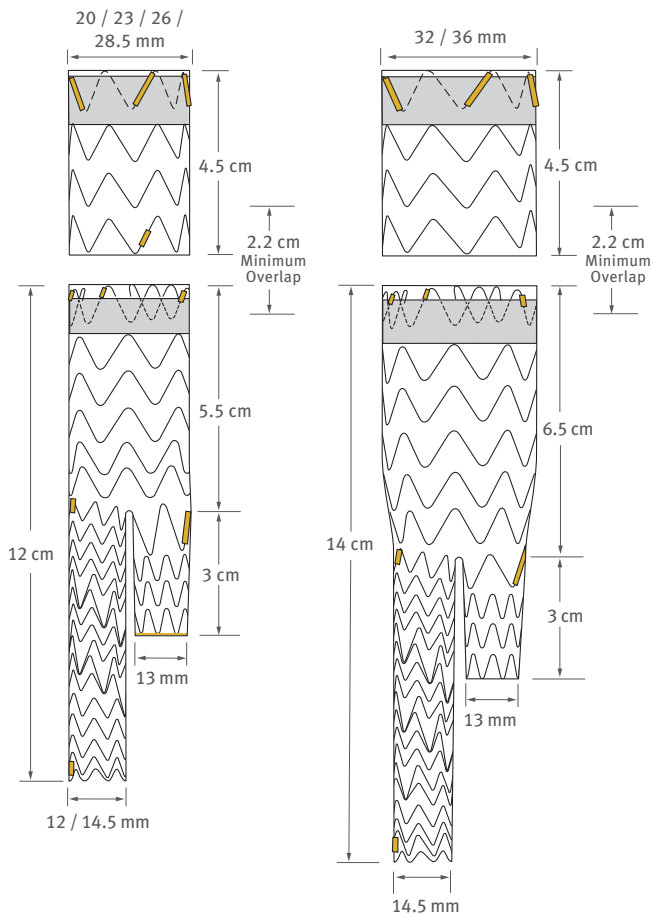 20 / 23 / 26 /
28.5 mm
4.5 cm
2.2 cm
Minimum
Overlap
5.5 cm
12 cm
3 cm
13 mm
12 / 14.5 mm
32 / 36 mm
4.5 cm
2.2 cm
Minimum
Overlap
6.5 cm
14 cm
3 cm
13 mm
14.5 mm